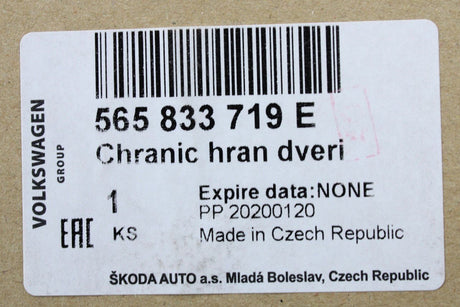 565 833 719 E
Chranic hran dveri
VOLKSWAGEN
GROUP
1
KS
Expire data:NONE
PP 20200120
Made in Czech Republic
EAC
ŠKODA AUTO a.s. Mladá Boleslav, Czech Republic